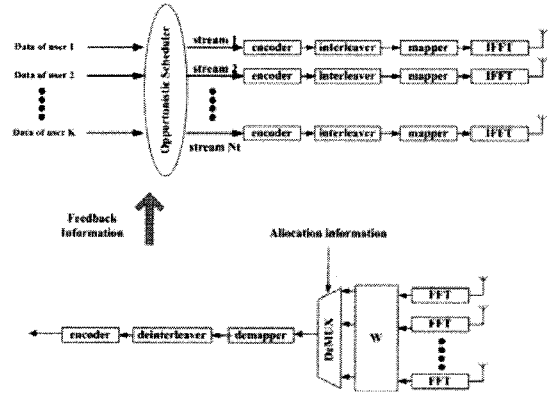 Data of user 1
Data of user 2
Data of user K
Opportunistic Scheduler
stream 1
stream 2
stream Nt
encoder interleaver mapper IFFT
encoder interleaver mapper IFFT
encoder interleaver mapper IFFT
Feedback
Information
Allocation information
encoder deinterleaver demapper
DeMUX
W
FFT
FFT
FFT